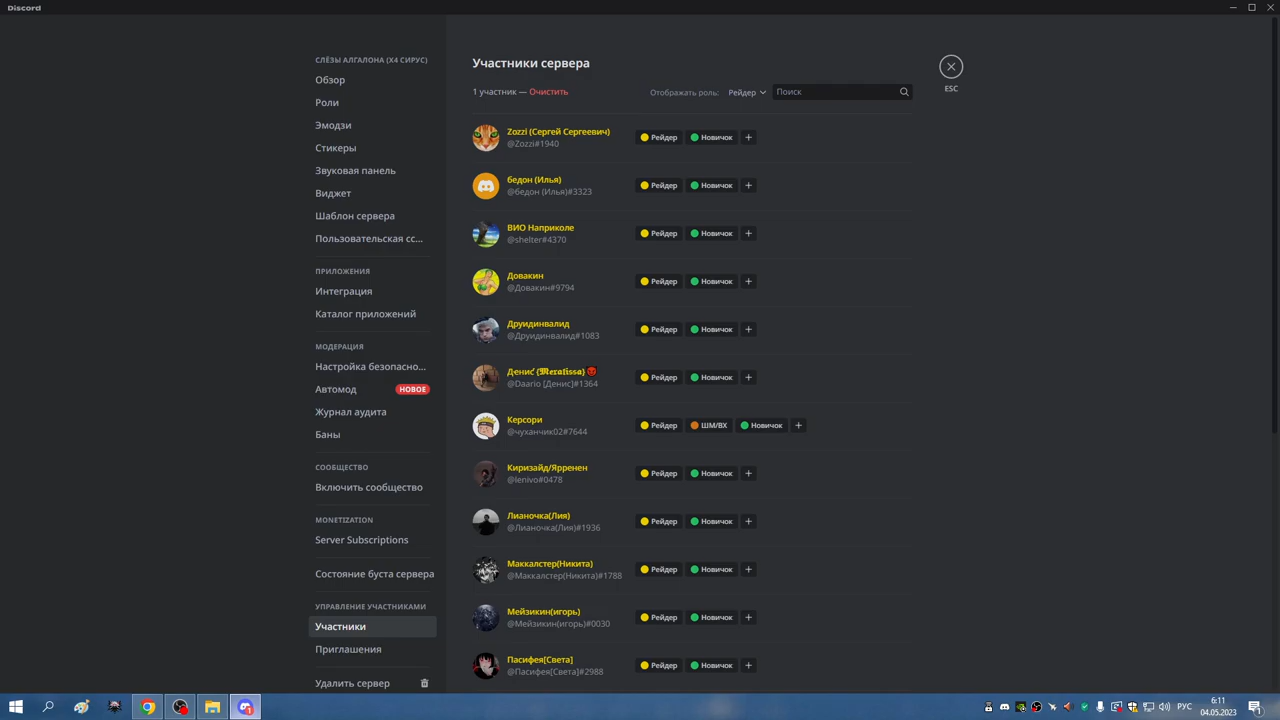 Discord
СЛЁЗЫ АЛГАЛОНА (X4 СИРУС)
Обзор
Роли
Эмодзи
Стикеры
Звуковая панель
Виджет
Шаблон сервера
Пользовательская сс...
ПРИЛОЖЕНИЯ
Интеграция
Каталог приложений
МОДЕРАЦИЯ
Настройка безопасно...
Автомод НОВОЕ
Журнал аудита
Баны
СООБЩЕСТВО
Включить сообщество
MONETIZATION
Server Subscriptions
Состояние буста сервера
УПРАВЛЕНИЕ УЧАСТНИКАМИ
Участники
Приглашения
Удалить сервер
Участники сервера
ESC
1 участник — Очистить Отображать роль: Рейдер Поиск
Zozzi (Сергей Сергеевич)
@Zozzi#1940
Рейдер Новичок +
бедон (Илья)
@бедон (Илья)#3323
Рейдер Новичок +
ВИО Наприколе
@shelter#4370
Рейдер Новичок +
Довакин
@Довакин#9794
Рейдер Новичок +
Друидинвалид
@Друидинвалид#1083
Рейдер Новичок +
Денис {𝕸𝖊𝖗𝖆𝖑𝖎𝖘𝖘𝖆}
@Daario [Денис]#1364
Рейдер Новичок +
Керсори
@чуханчик02#7644
Рейдер ШМ/ВХ Новичок +
Киризайд/Ярренен
@lenivo#0478
Рейдер Новичок +
Лианочка(Лия)
@Лианочка(Лия)#1936
Рейдер Новичок +
Маккалстер(Никита)
@Маккалстер(Никита)#1788
Рейдер Новичок +
Мейзикин(игорь)
@Мейзикин(игорь)#0030
Рейдер Новичок +
Пасифея[Света]
@Пасифея[Света]#2988
Рейдер Новичок +
РУС
6:11
04.05.2023